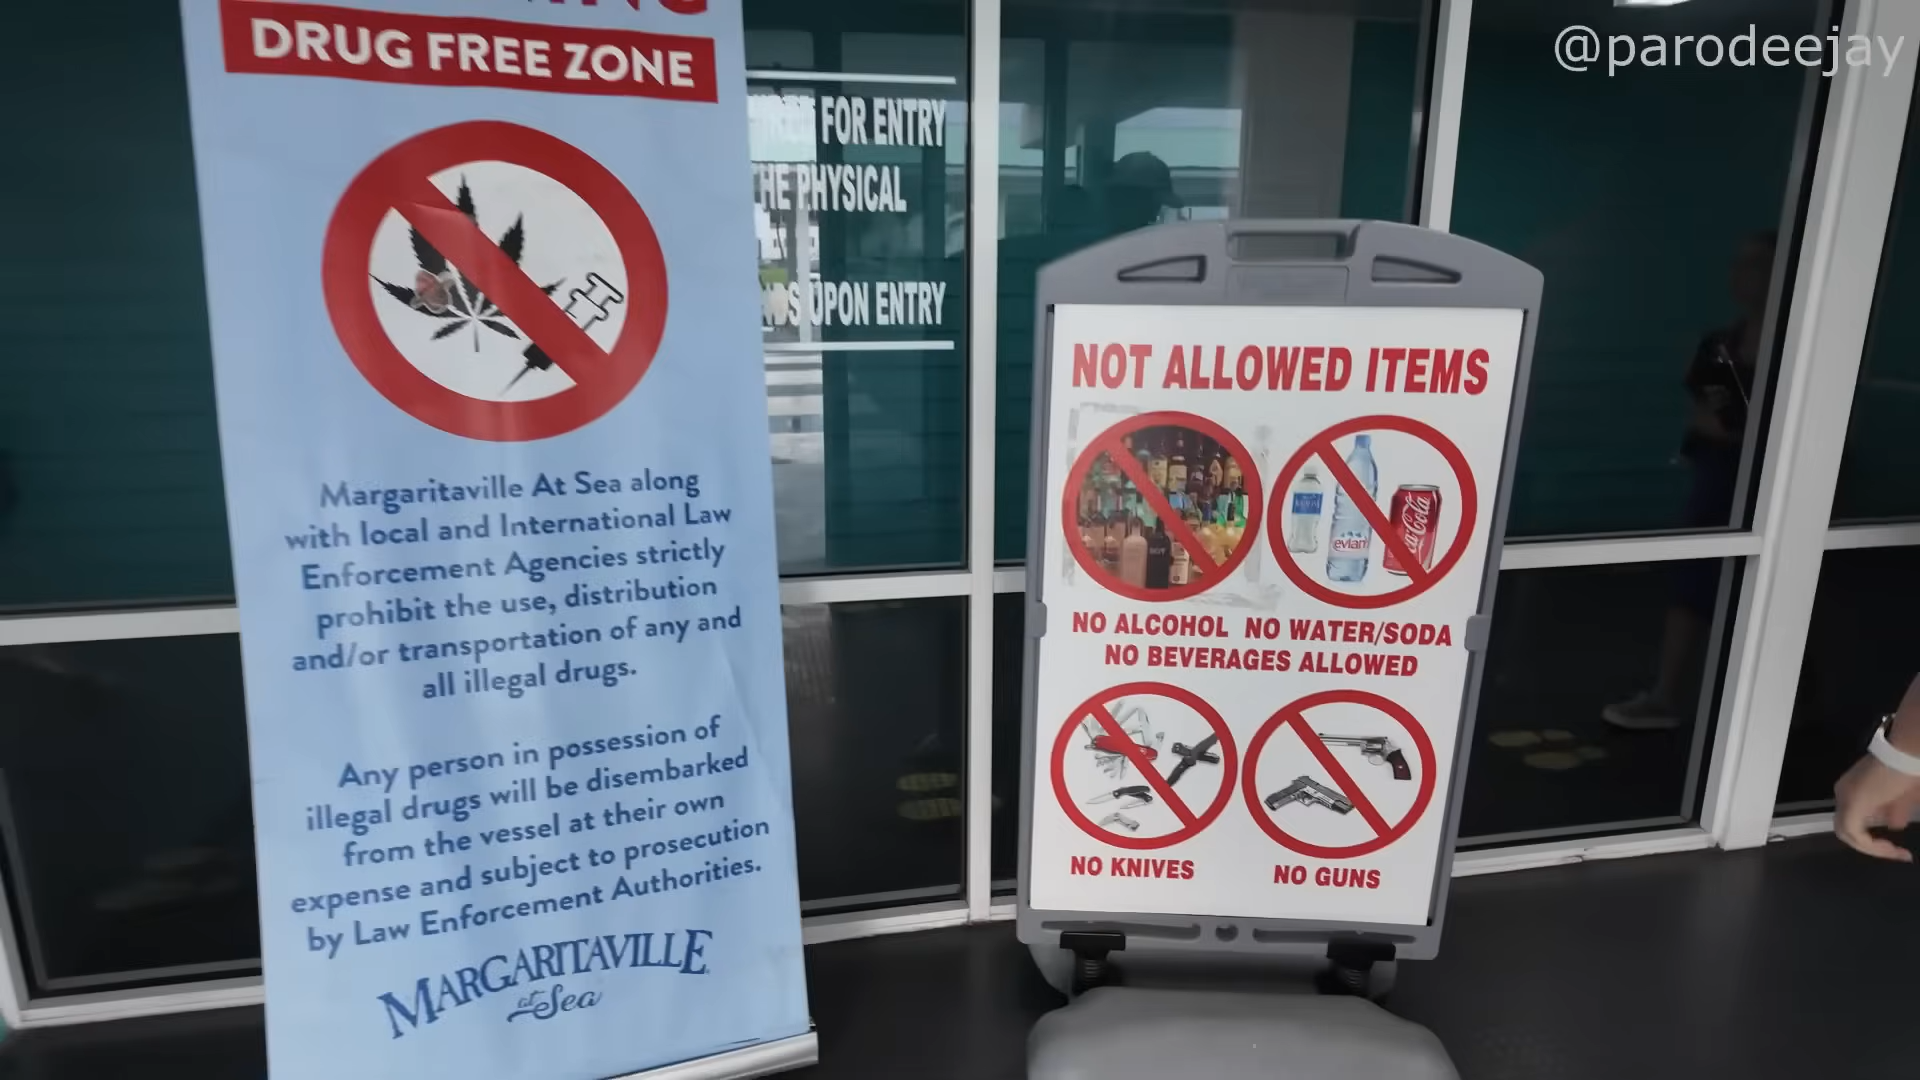 DRUG FREE ZONE
Margaritaville At Sea along
with local and International Law
Enforcement Agencies strictly
prohibit the use, distribution
and/or transportation of any and
all illegal drugs.
Any person in possession of
illegal drugs will be disembarked
from the vessel at their own
expense and subject to prosecution
by Law Enforcement Authorities.
MARGARITAVILLE
at Sea
FOR ENTRY
PHYSICAL
UPON ENTRY
NOT ALLOWED ITEMS
evian
Coca-Cola
NO ALCOHOL NO WATER/SODA
NO BEVERAGES ALLOWED
NO KNIVES
NO GUNS
@parodeejay